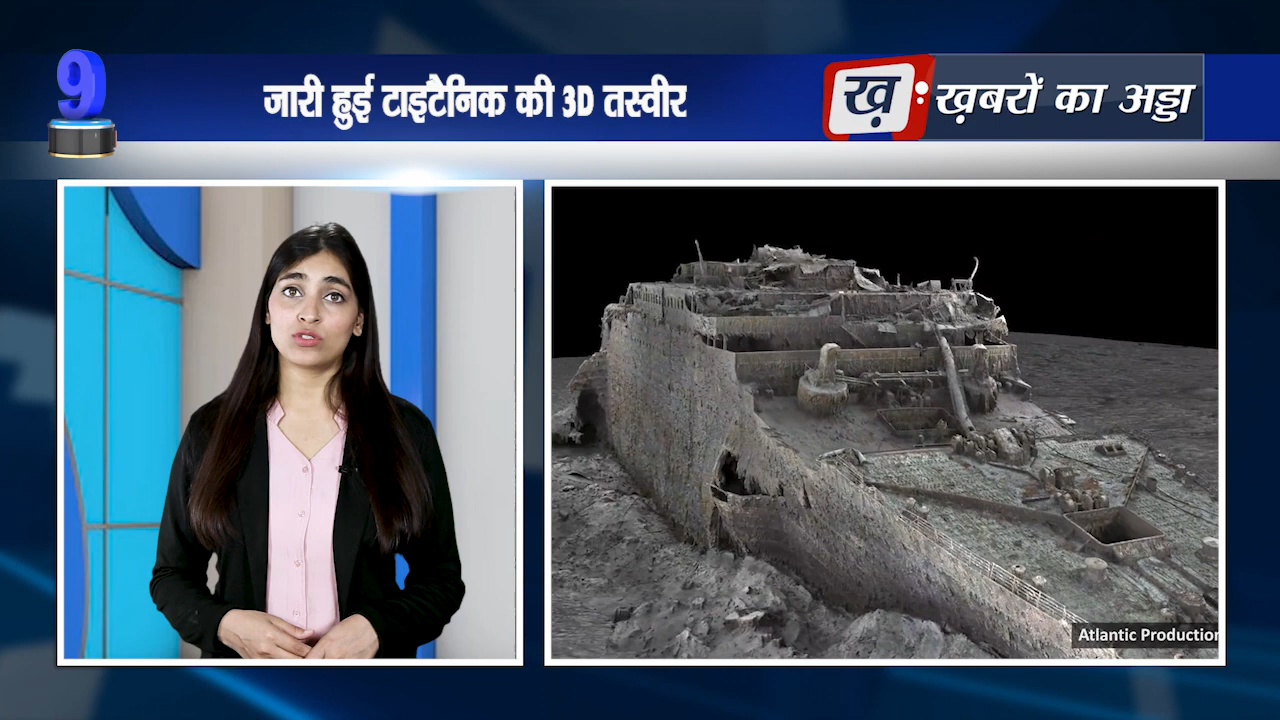 9
जारी हुई टाइटैनिक की 3D तस्वीर
ख़: ख़बरों का अड्डा
Atlantic Production